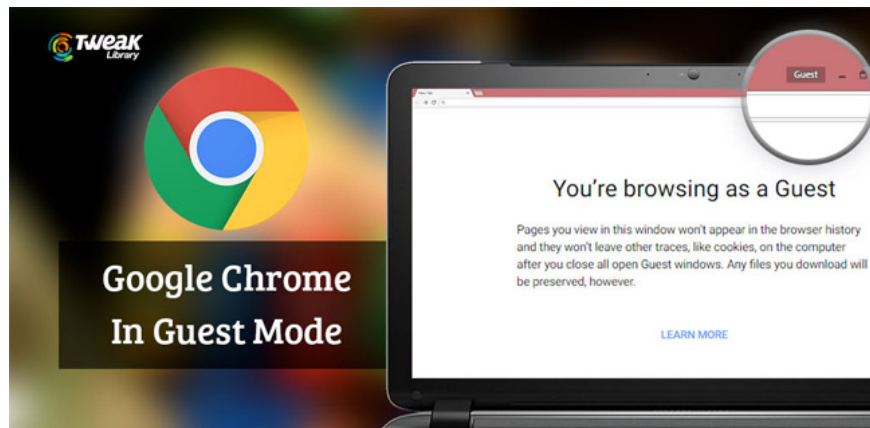 TWEAK
Library
Guest
New Tab
Google Chrome
In Guest Mode
You're browsing as a Guest
Pages you view in this window won't appear in the browser history
and they won't leave other traces, like cookies, on the computer
after you close all open Guest windows. Any files you download will
be preserved, however.
LEARN MORE